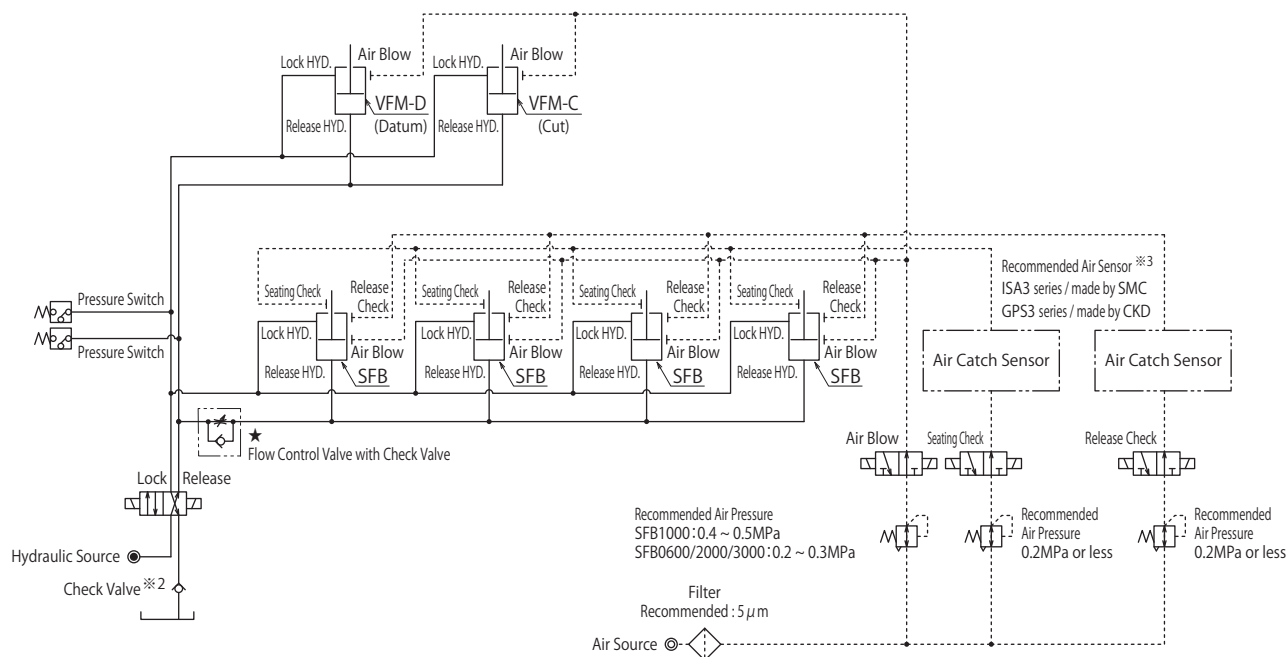 Air Blow
Air Blow
Lock HYD.
Lock HYD.
VFM-D
(Datum)
VFM-C
(Cut)
Release HYD.
Release HYD.
Recommended Air Sensor ※3
ISA3 series / made by SMC
GPS3 series / made by CKD
Pressure Switch
Pressure Switch
Seating Check
Release
Check
Seating Check
Release
Check
Seating Check
Release
Check
Seating Check
Release
Check
Lock HYD.
Lock HYD.
Lock HYD.
Lock HYD.
Air Blow
Air Blow
Air Blow
Air Blow
Release HYD.
SFB
Release HYD.
SFB
Release HYD.
SFB
Release HYD.
SFB
Air Catch Sensor
Air Catch Sensor
★
Flow Control Valve with Check Valve
Air Blow
Seating Check
Release Check
Lock
Release
Hydraulic Source
Check Valve ※2
Recommended Air Pressure
SFB1000:0.4 ~ 0.5MPa
SFB0600/2000/3000:0.2 ~ 0.3MPa
Recommended
Air Pressure
0.2MPa or less
Recommended
Air Pressure
0.2MPa or less
Filter
Recommended : 5μm
Air Source